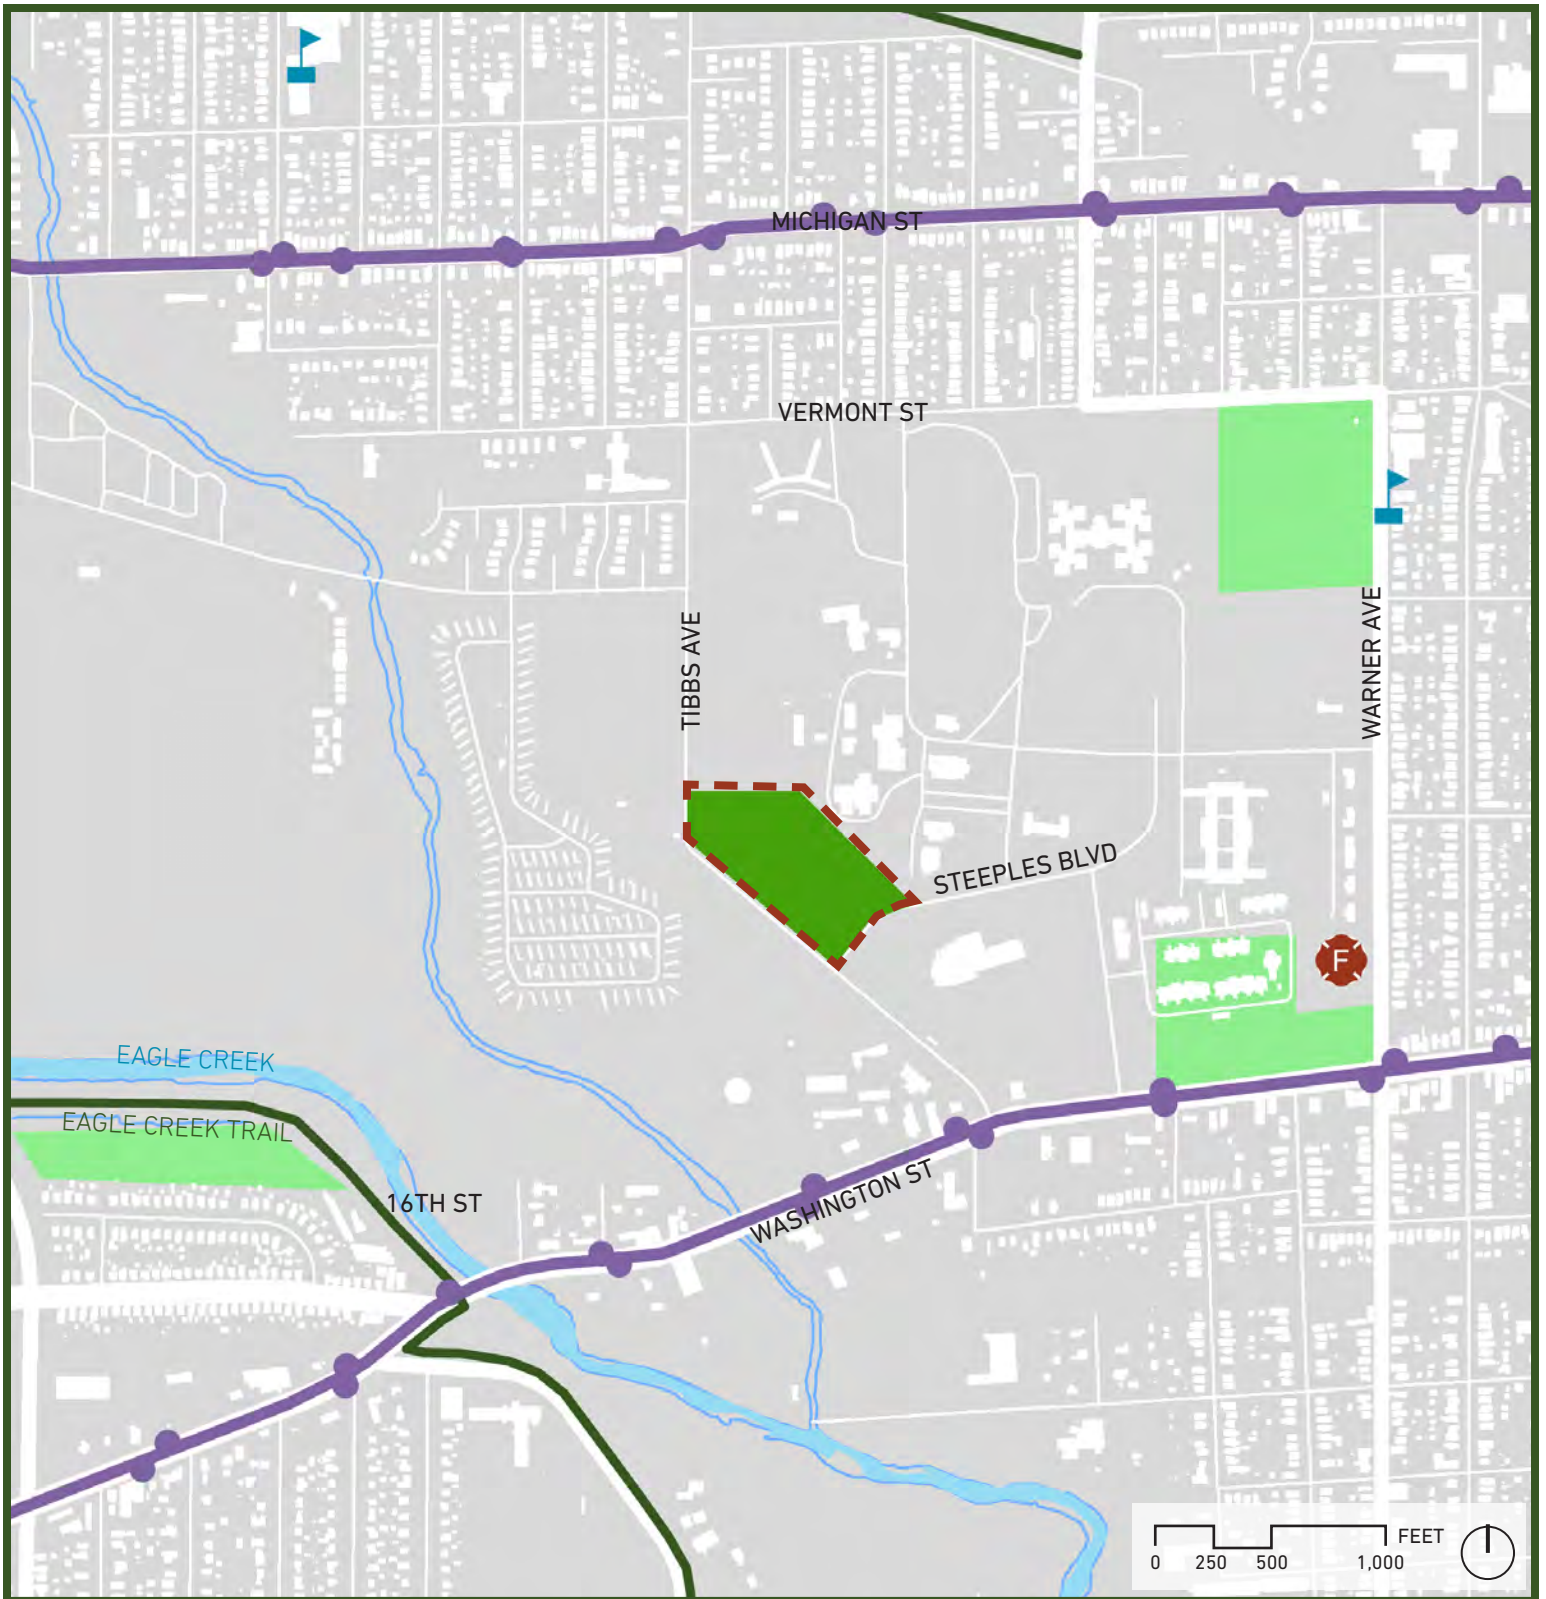 MICHIGAN ST
VERMONT ST
TIBBS AVE
WARNER AVE
STEEPLES BLVD
F
EAGLE CREEK
EAGLE CREEK TRAIL
16TH ST
WASHINGTON ST
FEET
0 250 500 1,000